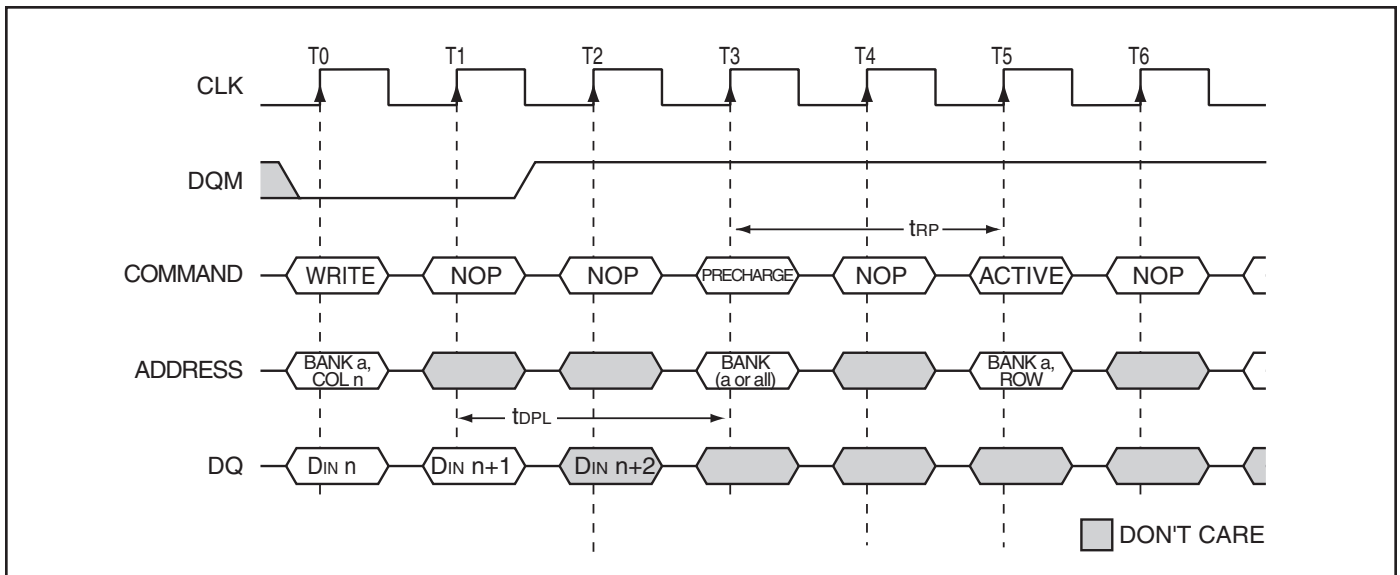 T0 T1 T2 T3 T4 T5 T6
CLK
DQM
tRP
COMMAND WRITE NOP NOP PRECHARGE NOP ACTIVE NOP
ADDRESS BANK a, COL n BANK (a or all) BANK a, ROW
tDPL
DQ DIN n DIN n+1 DIN n+2
DON'T CARE